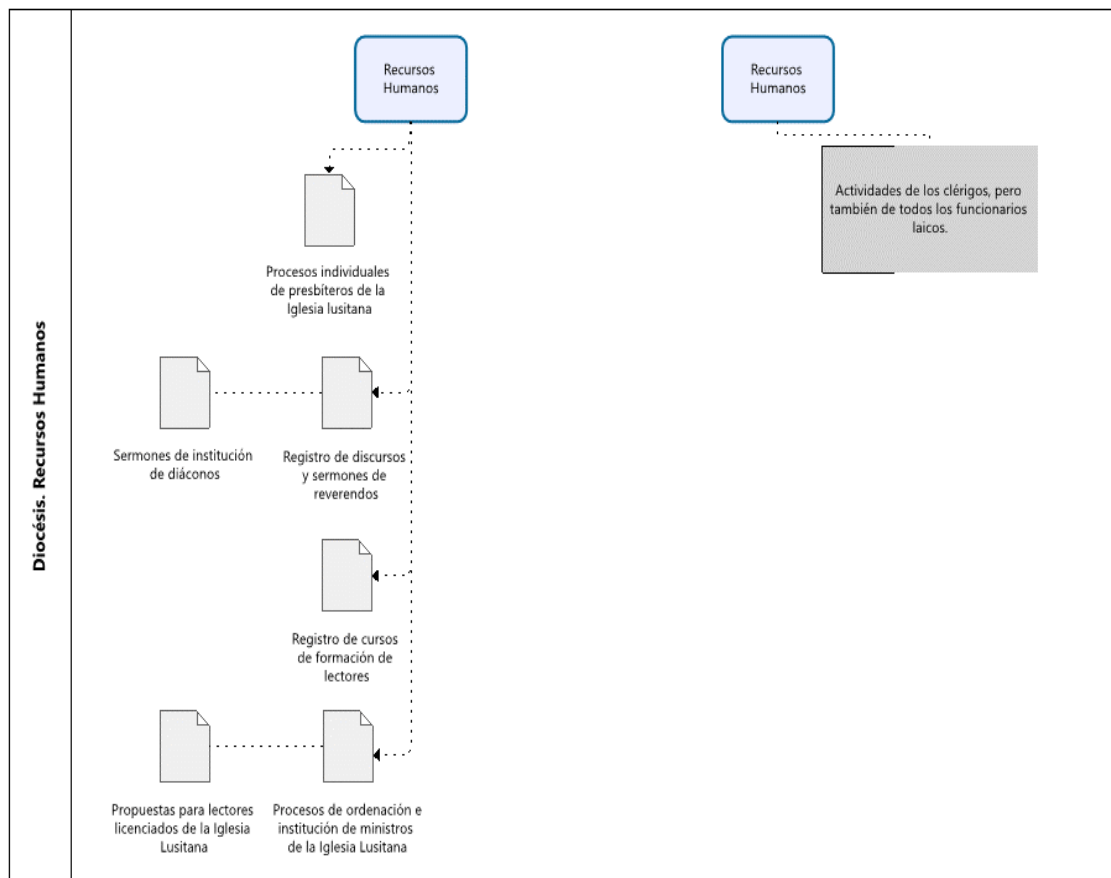 Diocésis. Recursos Humanos
Recursos
Humanos
Recursos
Humanos
Actividades de los clérigos, pero
también de todos los funcionarios
laicos.
Procesos individuales
de presbíteros de la
Iglesia lusitana
Sermones de institución
de diáconos
Registro de discursos
y sermones de
reverendos
Registro de cursos
de formación de
lectores
Propuestas para lectores
licenciados de la Iglesia
Lusitana
Procesos de ordenación e
institución de ministros
de la Iglesia Lusitana